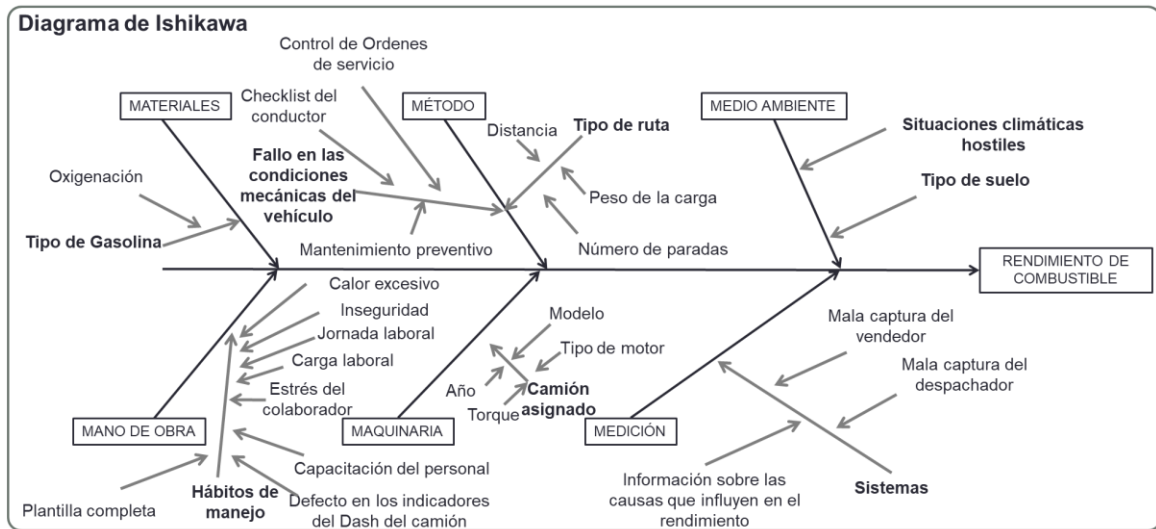 Diagrama de Ishikawa
Control de Ordenes
de servicio
MATERIALES
MÉTODO
MEDIO AMBIENTE
Checklist del
conductor
Distancia
Tipo de ruta
Situaciones climáticas
hostiles
Fallo en las
condiciones
mecánicas del
vehículo
Oxigenación
Peso de la carga
Tipo de suelo
Tipo de Gasolina
Mantenimiento preventivo
Número de paradas
RENDIMIENTO DE
COMBUSTIBLE
Calor excesivo
Inseguridad
Jornada laboral
Carga laboral
Estrés del
colaborador
Modelo
Tipo de motor
Año
Torque
Camión
asignado
Mala captura del
vendedor
Mala captura del
despachador
MANO DE OBRA
MAQUINARIA
MEDICIÓN
Capacitación del personal
Plantilla completa
Hábitos de
manejo
Defecto en los indicadores
del Dash del camión
Información sobre las
causas que influyen en el
rendimiento
Sistemas